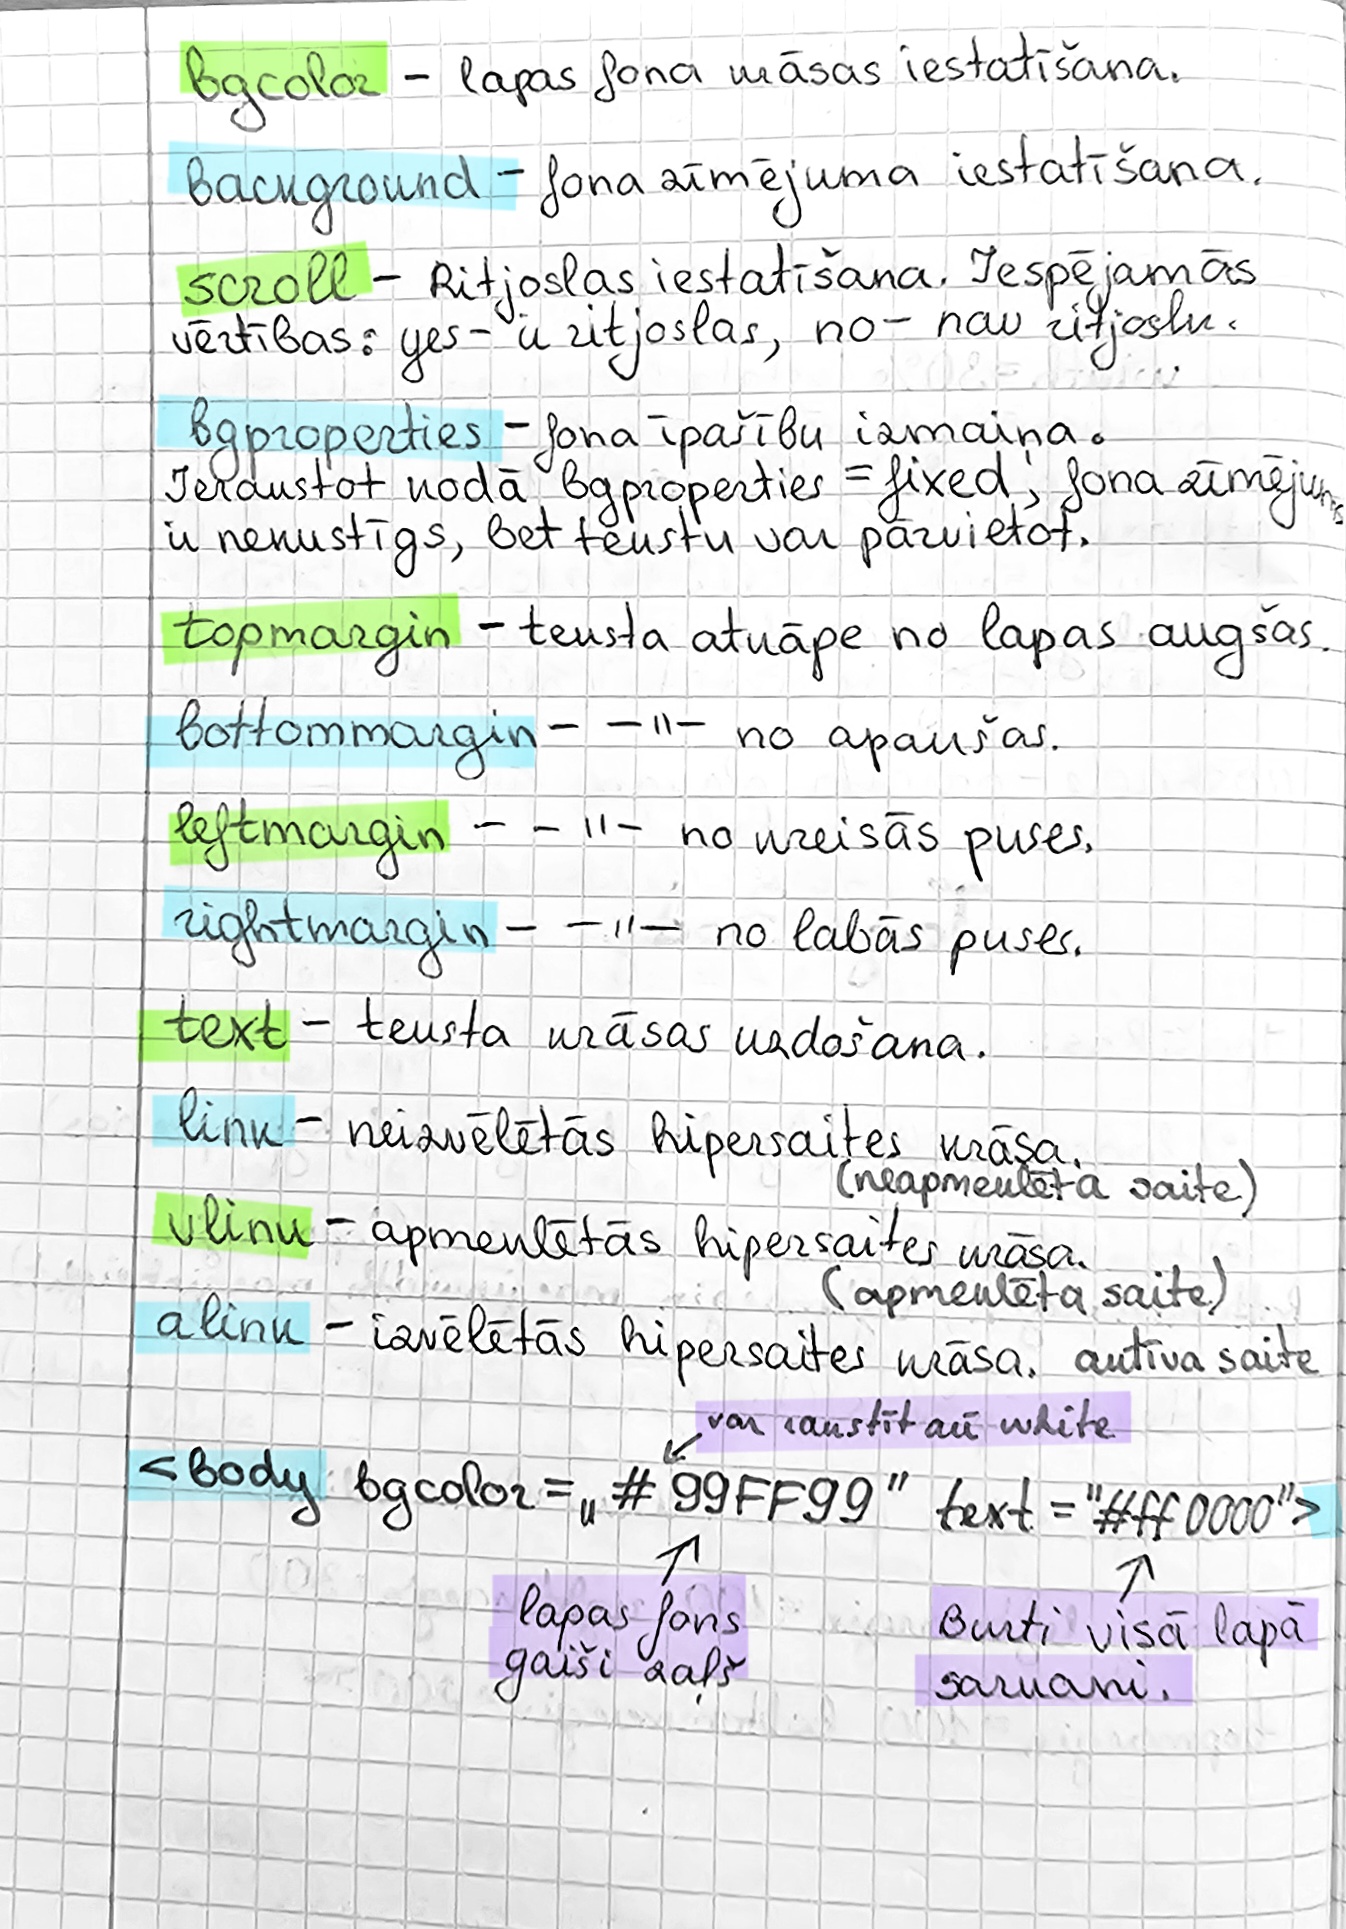 bgcolor – lapas fona krāsas iestatīšana.
background – fona zīmējuma iestatīšana.
scroll – Ritjoslas iestatīšana. Iespējamās
vērtības: yes – ir ritjoslas, no – nav ritjoslu.
bgproperties – fona īpašību izmaiņa.
Ierakstot kodā bgproperties = fixed, fona zīmējums
ir nekustīgs, bet tekstu var pārvietot.
topmargin – teksta atkāpe no lapas augšas.
bottommargin – –"– no apakšas.
leftmargin – –"– no kreisās puses.
rightmargin – –"– no labās puses.
text – teksta krāsas uzdošana.
link – neizvēlētās hipersaites krāsa.
(neapmeklēta saite)
vlink – apmeklētās hipersaites krāsa.
(apmeklēta saite)
alink – izvēlētās hipersaites krāsa. aktīva saite
var rakstīt arī white
<body bgcolor = „#99FF99" text = "#ff0000">
lapas fons
gaiši zaļš
Burti visā lapā
sarkani.